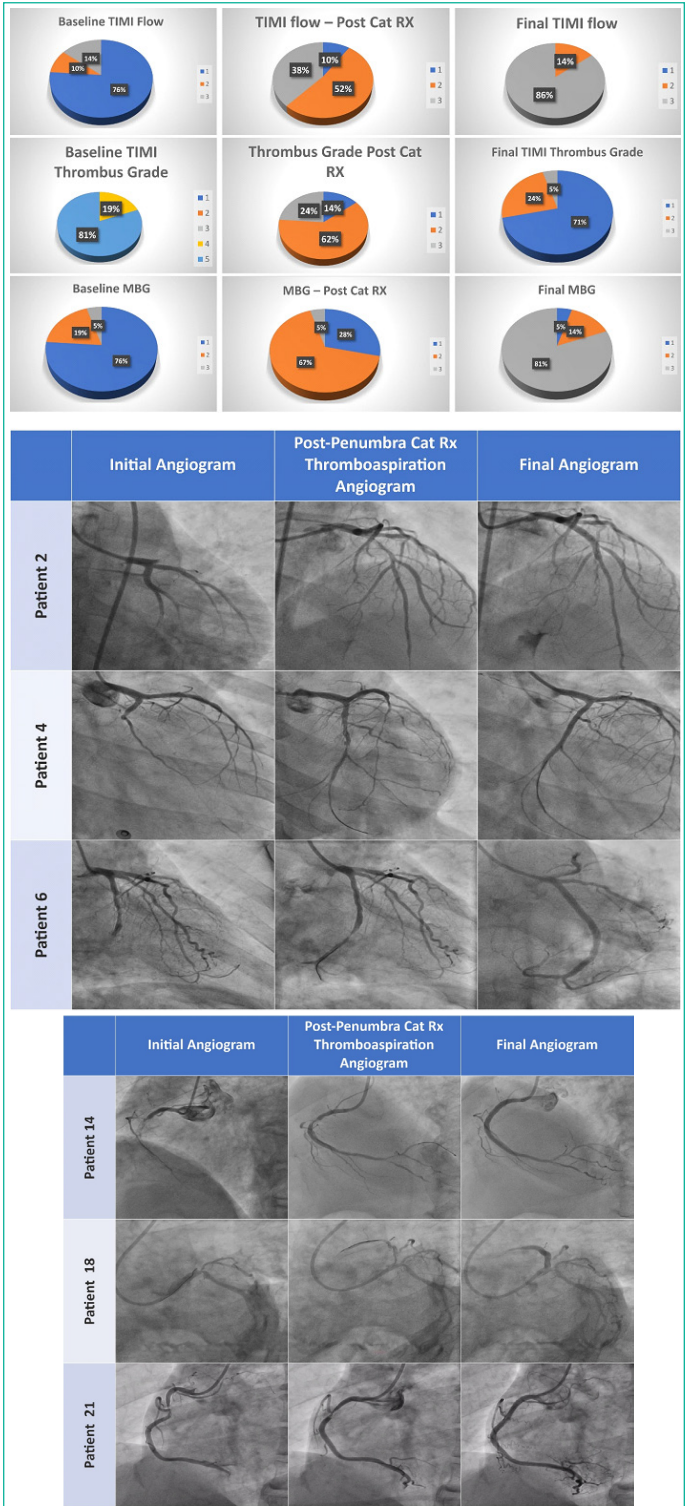 Baseline TIMI Flow
14%
10%
76%
1
2
3
TIMI flow – Post Cat RX
10%
38%
52%
1
2
3
Final TIMI flow
14%
86%
1
2
3
Baseline TIMI
Thrombus Grade
19%
81%
1
2
3
4
5
Thrombus Grade Post Cat
RX
24%
14%
62%
1
2
3
Final TIMI Thrombus Grade
5%
24%
71%
1
2
3
Baseline MBG
5%
19%
76%
1
2
3
MBG – Post Cat RX
5%
28%
67%
1
2
3
Final MBG
5%
14%
81%
1
2
3
Initial Angiogram
Post-Penumbra Cat Rx
Thromboaspiration
Angiogram
Final Angiogram
Patient 2
Patient 4
Patient 6
Initial Angiogram
Post-Penumbra Cat Rx
Thromboaspiration
Angiogram
Final Angiogram
Patient 14
Patient 18
Patient 21